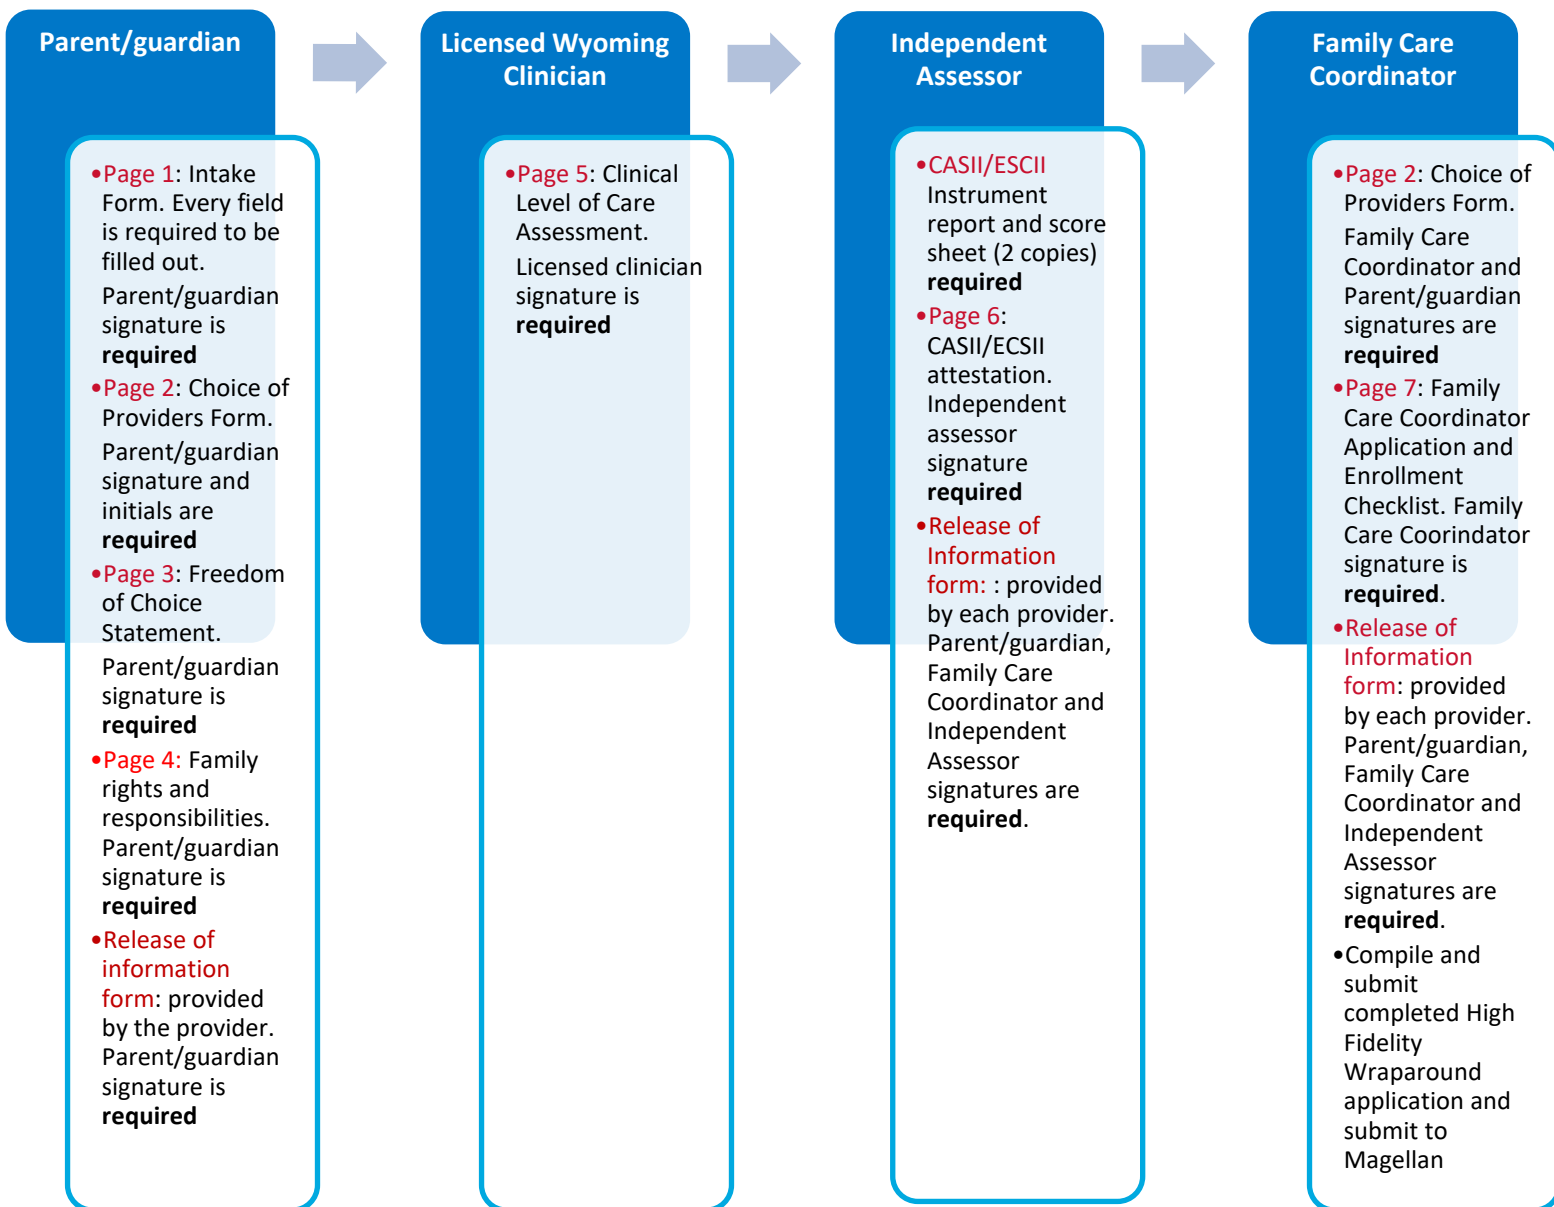 Parent/guardian
•Page 1: Intake
Form. Every field
is required to be
filled out.
Parent/guardian
signature is
required
•Page 2: Choice of
Providers Form.
Parent/guardian
signature and
initials are
required
•Page 3: Freedom
of Choice
Statement.
Parent/guardian
signature is
required
•Page 4: Family
rights and
responsibilities.
Parent/guardian
signature is
required
•Release of
information
form: provided
by the provider.
Parent/guardian
signature is
required
Licensed Wyoming
Clinician
•Page 5: Clinical
Level of Care
Assessment.
Licensed clinician
signature is
required
Independent
Assessor
•CASII/ESCII
Instrument
report and score
sheet (2 copies)
required
•Page 6:
CASII/ECSII
attestation.
Independent
assessor
signature
required
•Release of
Information
form: : provided
by each provider.
Parent/guardian,
Family Care
Coordinator and
Independent
Assessor
signatures are
required.
Family Care
Coordinator
•Page 2: Choice of
Providers Form.
Family Care
Coordinator and
Parent/guardian
signatures are
required
•Page 7: Family
Care Coordinator
Application and
Enrollment
Checklist. Family
Care Coorindator
signature is
required.
•Release of
Information
form: provided
by each provider.
Parent/guardian,
Family Care
Coordinator and
Independent
Assessor
signatures are
required.
•Compile and
submit
completed High
Fidelity
Wraparound
application and
submit to
Magellan